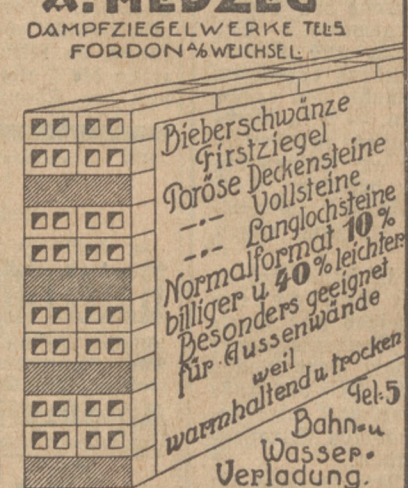 A. MEDZEG
DAMPFZIEGELWERKE TEL:5
FORDON A/WEICHSEL.
Bieberschwänze
Firstziegel
Poröse Deckensteine
—·— Vollsteine
—·— Langlochsteine
Normalformat 10%
billiger u. 40% leichter
Besonders geeignet
für Aussenwände
weil
warmhaltend u trocken
Tel:5
Bahn-u
Wasser-
Verladung.